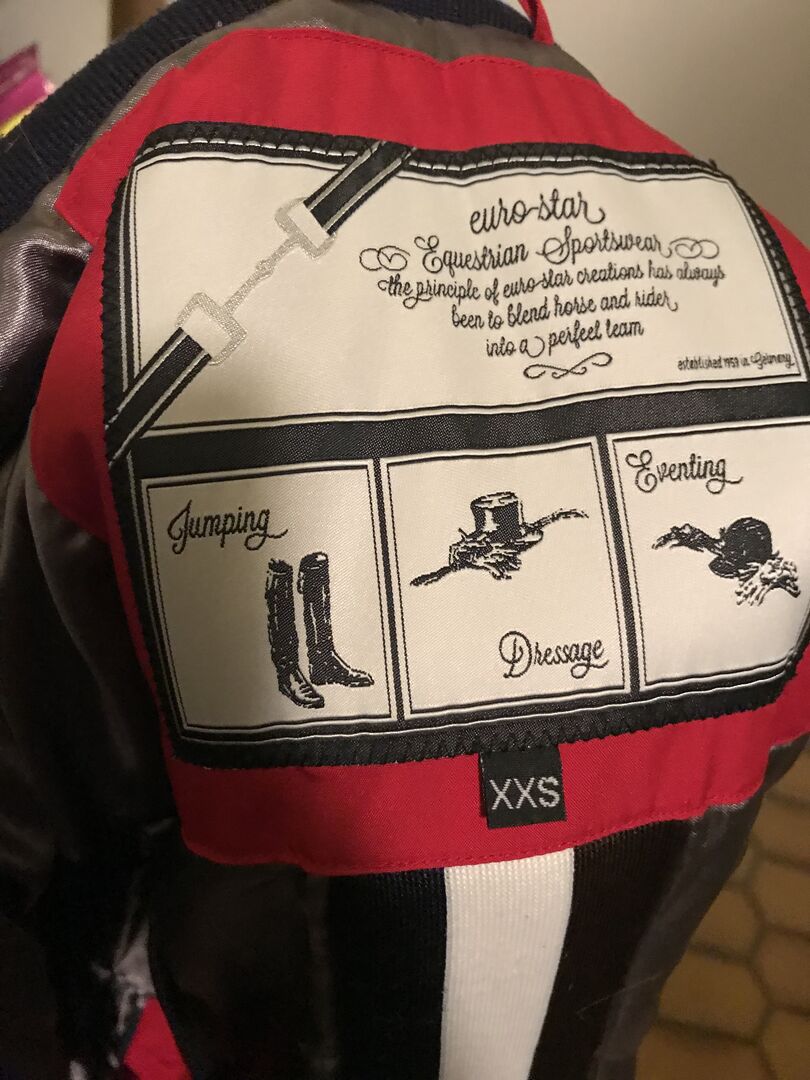 euro-star
Equestrian Sportswear
the principle of euro-star creations has always
been to blend horse and rider
into a perfect team
established 1959 in Germany
Jumping
Dressage
Eventing
XXS